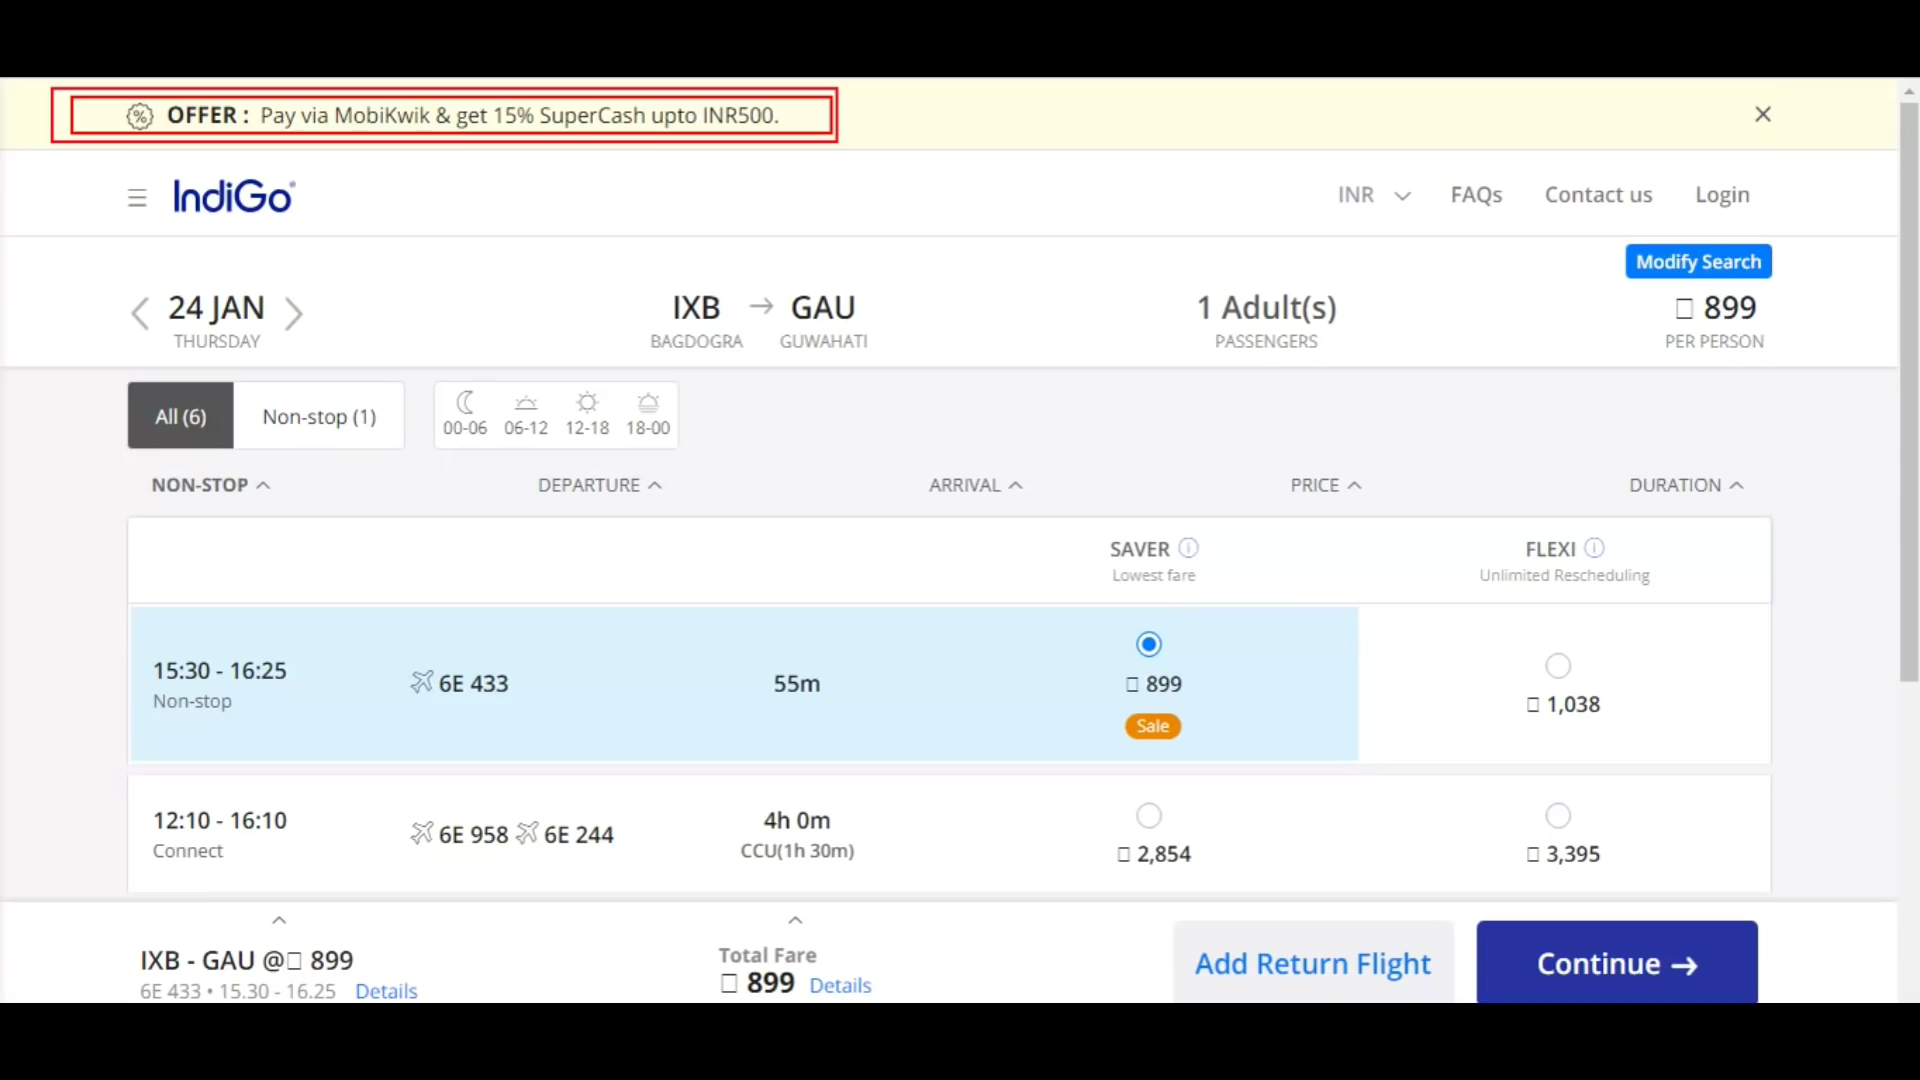 OFFER : Pay via MobiKwik & get 15% SuperCash upto INR500.
IndiGo
INR FAQs Contact us Login
Modify Search
24 JAN IXB GAU 1 Adult(s) 899
THURSDAY BAGDOGRA GUWAHATI PASSENGERS PER PERSON
All (6) Non-stop (1)
00-06 06-12 12-18 18-00
NON-STOP DEPARTURE ARRIVAL PRICE DURATION
SAVER FLEXI
Lowest fare Unlimited Rescheduling
15:30 - 16:25 6E 433 55m 899 1,038
Non-stop
Sale
12:10 - 16:10 6E 958 6E 244 4h 0m 2,854 3,395
Connect CCU(1h 30m)
IXB - GAU @ 899 Total Fare
6E 433 • 15.30 - 16.25 Details 899 Details
Add Return Flight Continue